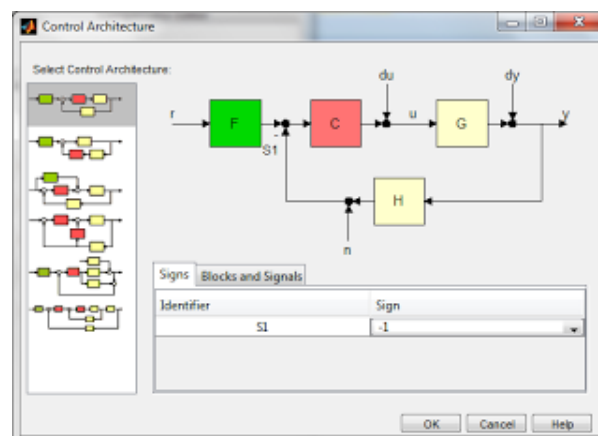 Control Architecture
Select Control Architecture:
du
dy
r
F
C
u
G
y
-
S1
H
n
Signs
Blocks and Signals
Identifier
Sign
S1
-1
OK
Cancel
Help